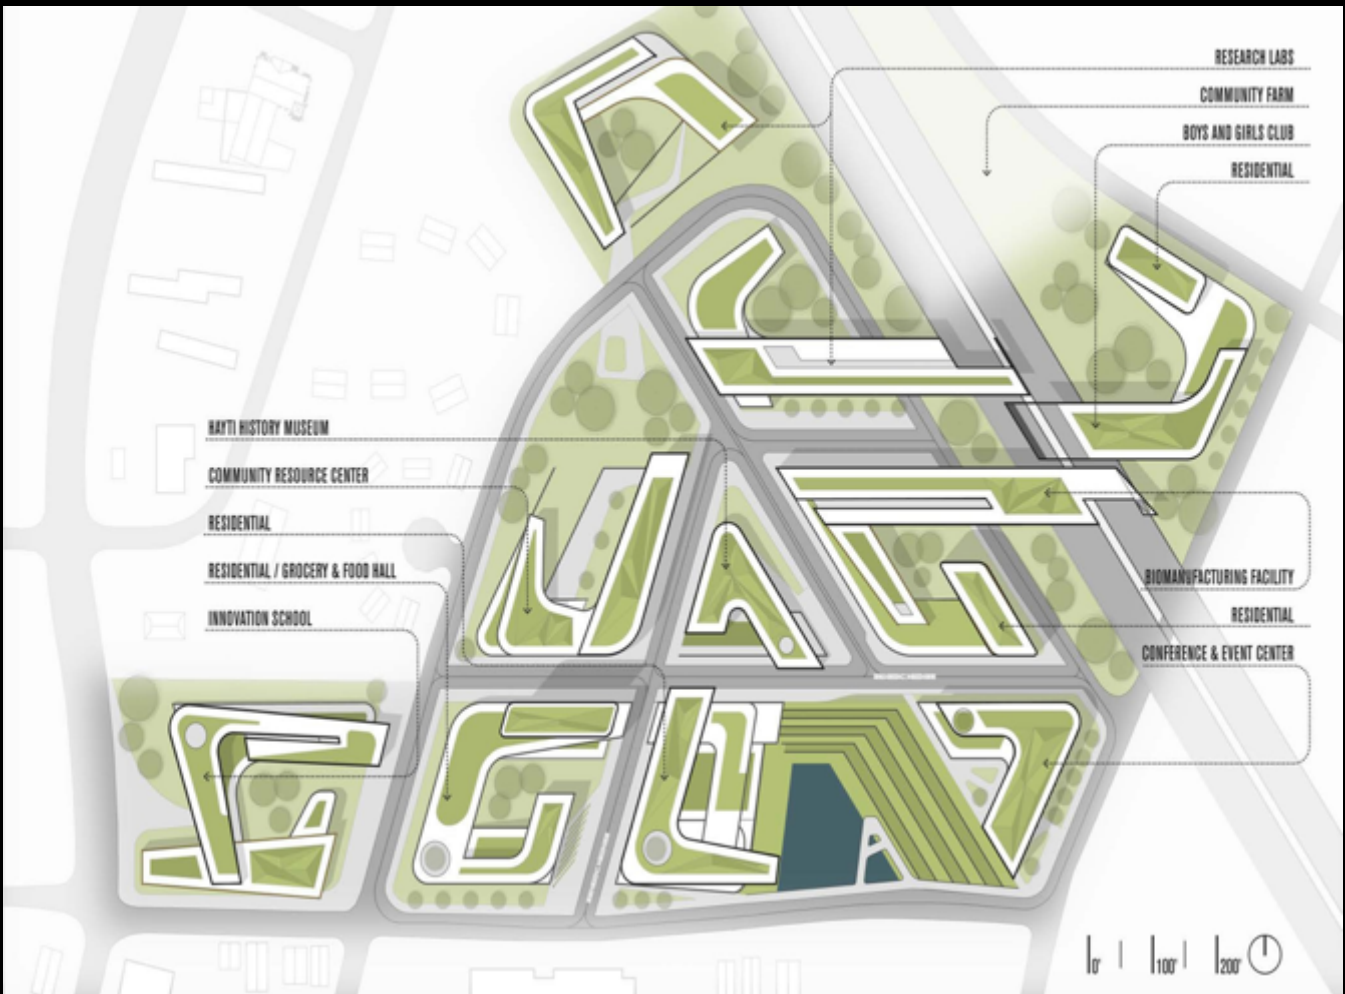 RESEARCH LABS
COMMUNITY FARM
BOYS AND GIRLS CLUB
RESIDENTIAL
HAYTI HISTORY MUSEUM
COMMUNITY RESOURCE CENTER
RESIDENTIAL
RESIDENTIAL / GROCERY & FOOD HALL
INNOVATION SCHOOL
BIOMANUFACTURING FACILITY
RESIDENTIAL
CONFERENCE & EVENT CENTER
0' 100' 200'